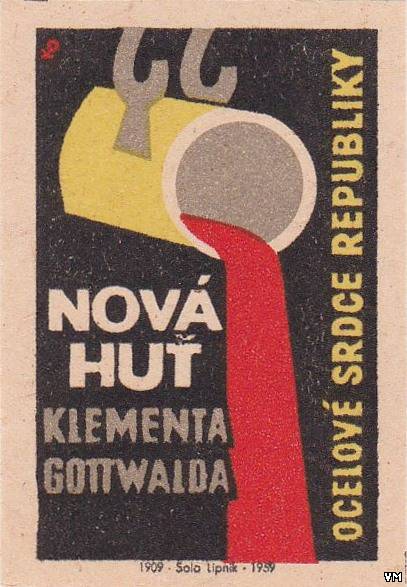 NOVÁ
HUŤ
KLEMENTA
GOTTWALDA
OCELOVÉ SRDCE REPUBLIKY
1909 · Solo Lipník · 1959
VM